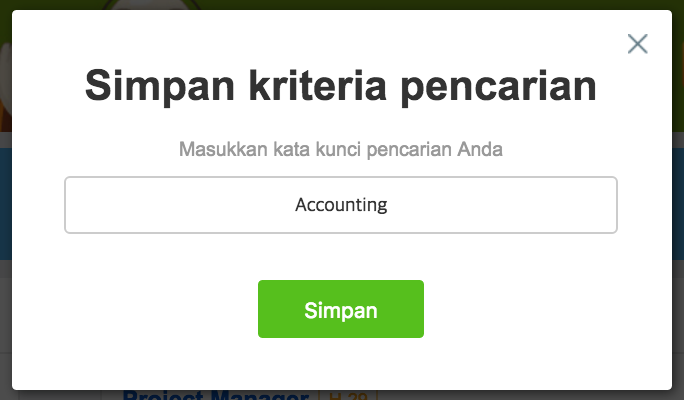 Simpan kriteria pencarian
Masukkan kata kunci pencarian Anda
Accounting
Simpan
Project Manager